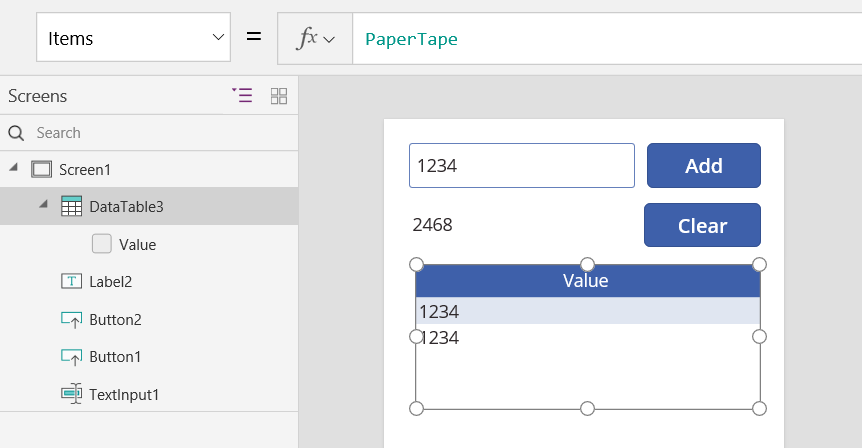 Items = fx PaperTape
Screens
Search
Screen1
DataTable3
Value
T Label2
Button2
Button1
TextInput1
1234 Add
2468 Clear
Value
1234
1234